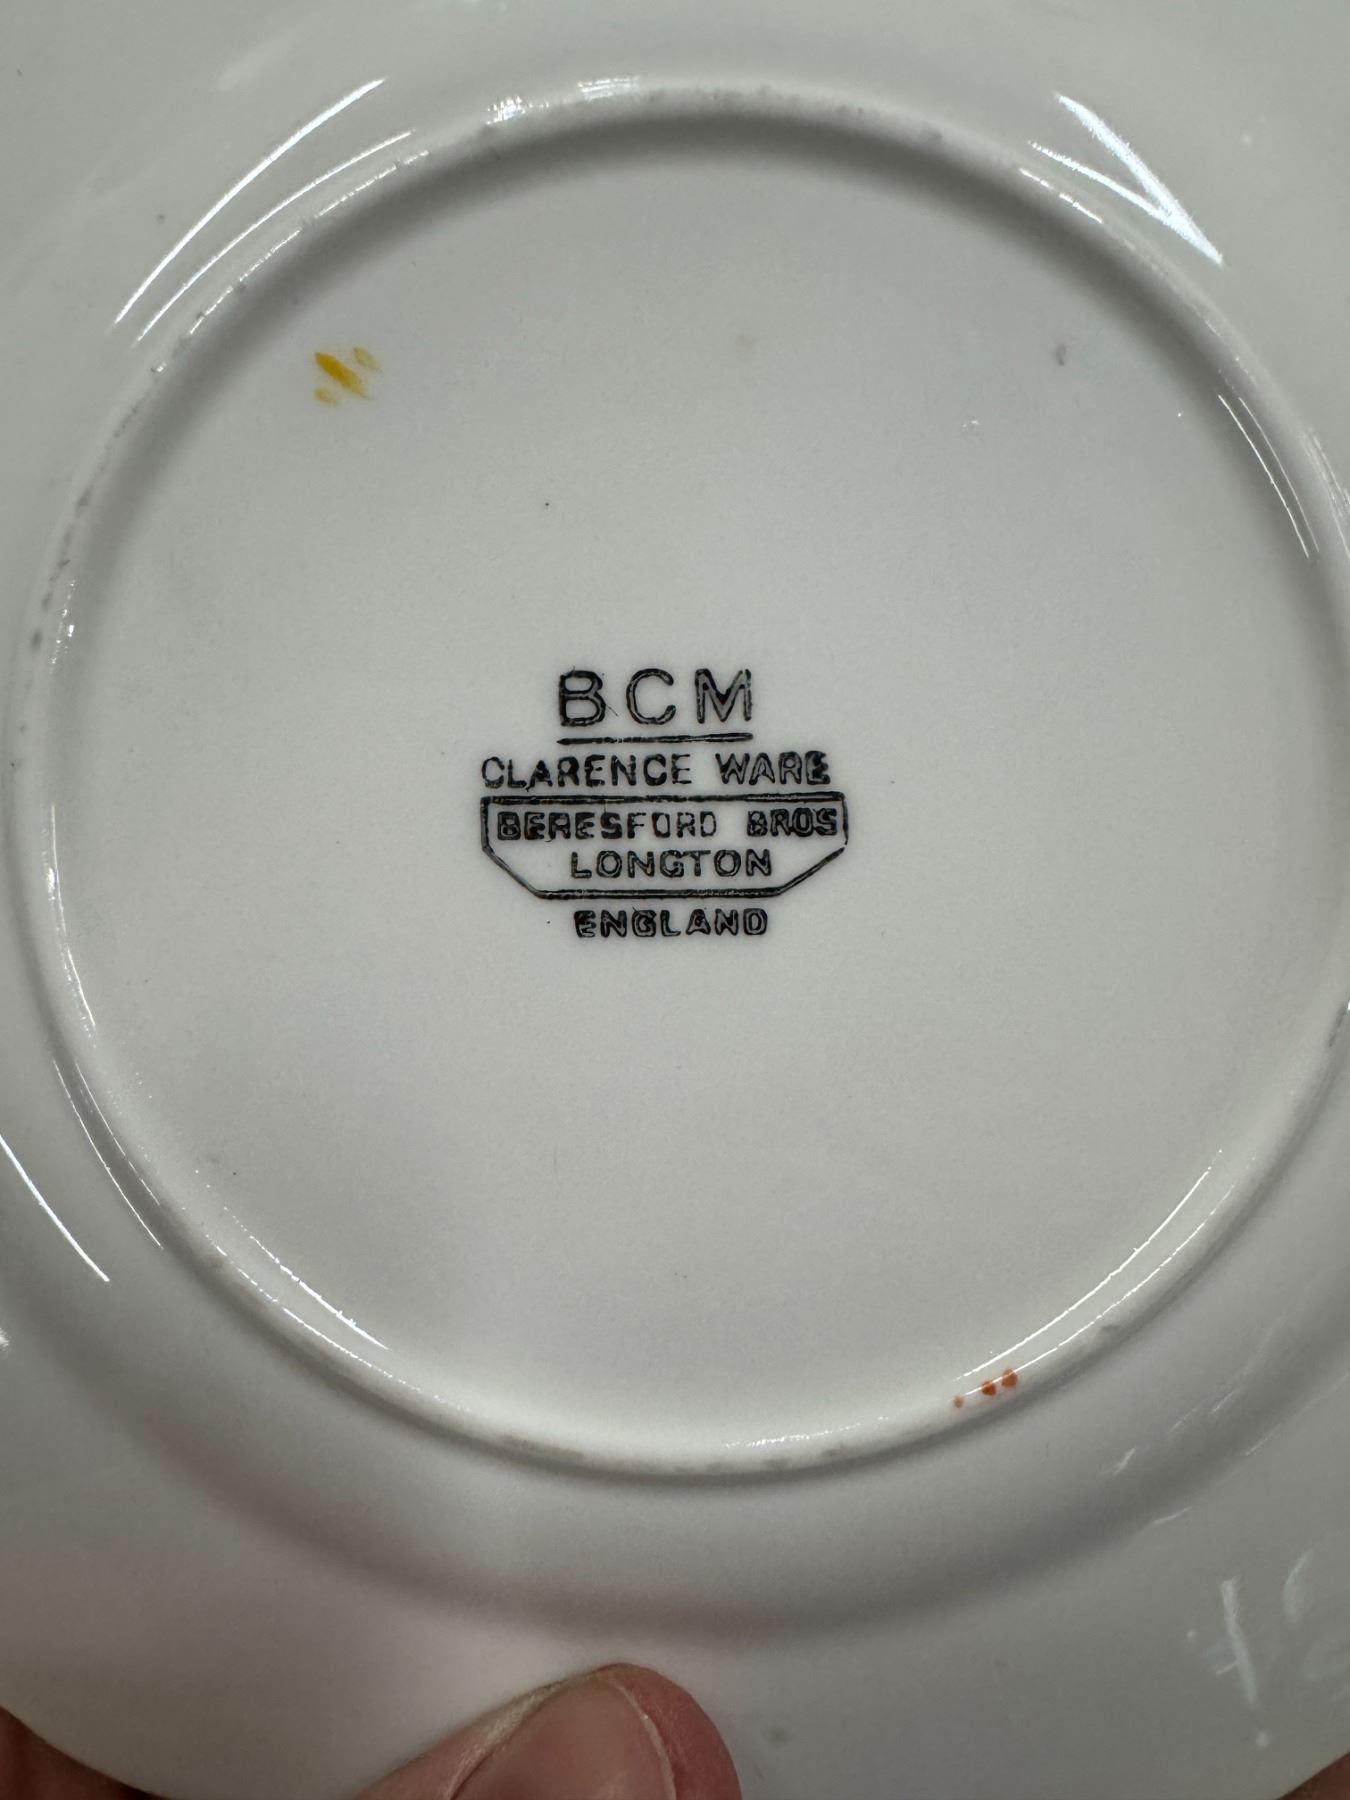 BCM
CLARENCE WARE
BERESFORD BROS
LONGTON
ENGLAND